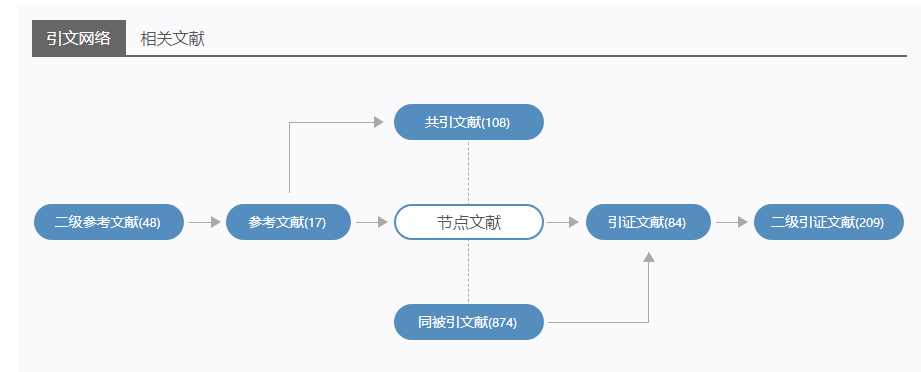 引文网络
相关文献
共引文献(108)
二级参考文献(48)
参考文献(17)
节点文献
引证文献(84)
二级引证文献(209)
同被引文献(874)